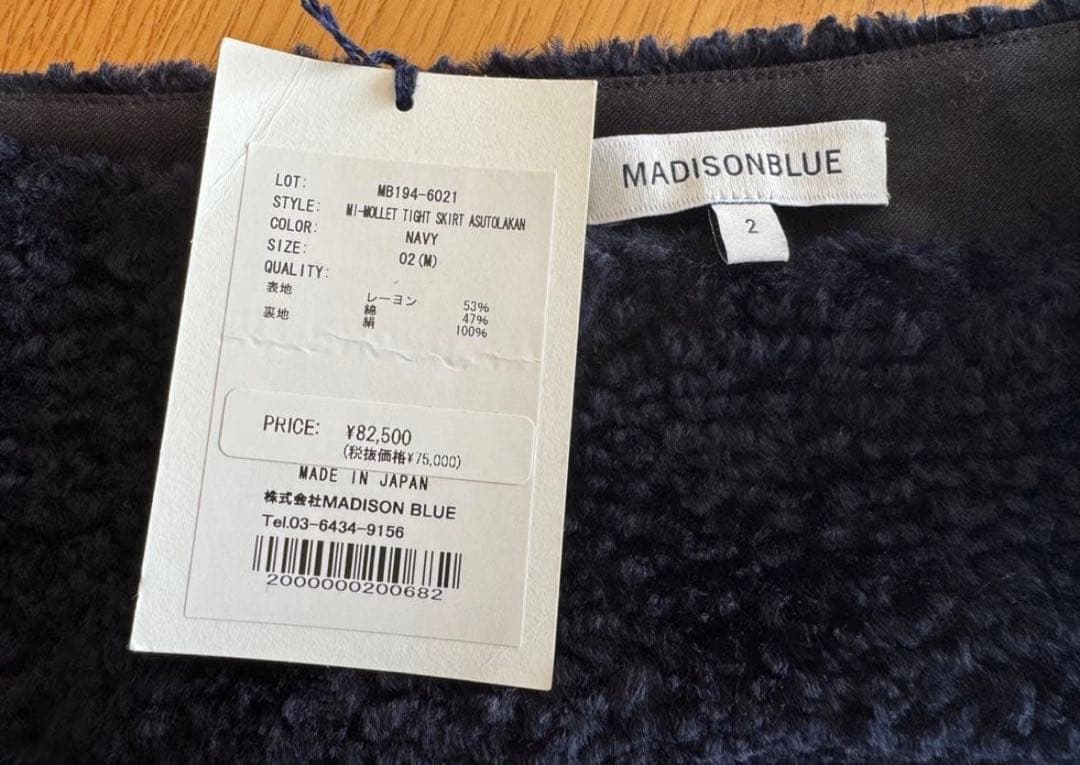 LOT: MB194-6021
STYLE: MI-MOLLET TIGHT SKIRT ASUTOLAKAN
COLOR: NAVY
SIZE: 02(M)
QUALITY:
表地 レーヨン 53%
綿 47%
裏地 絹 100%
PRICE: ¥82,500
(税抜価格¥75,000)
MADE IN JAPAN
株式会社MADISON BLUE
Tel.03-6434-9156
2000000200682
MADISONBLUE
2